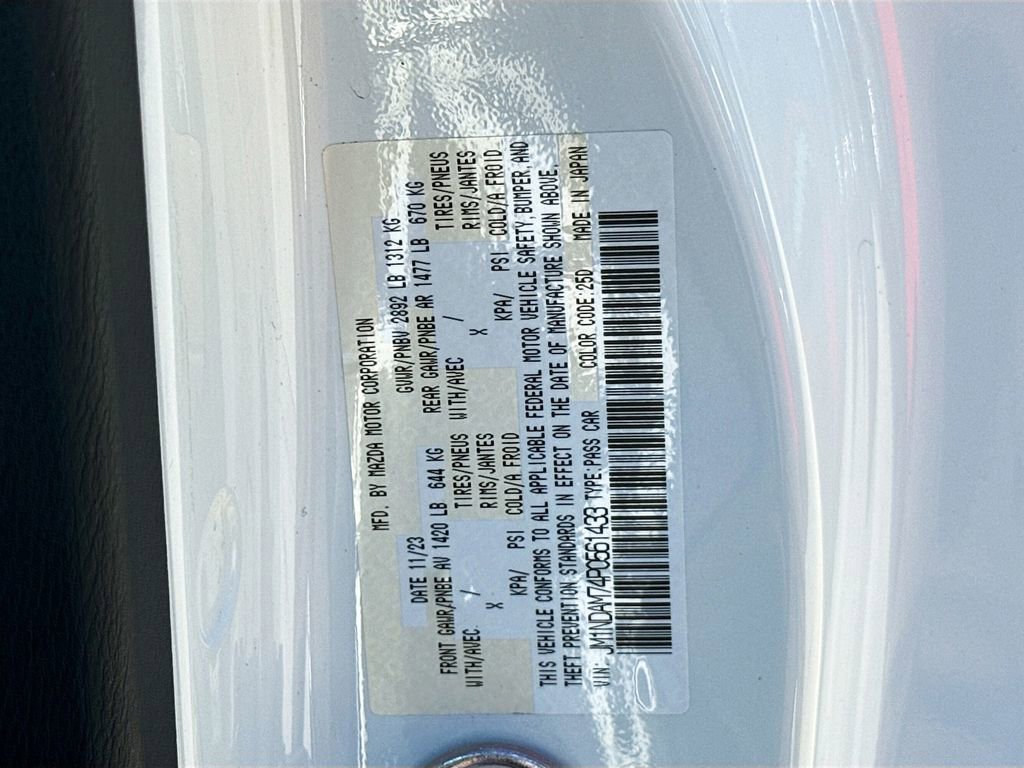 MFD. BY MAZDA MOTOR CORPORATION
DATE 11/23 GVWR/PNBV 2892 LB 1312 KG
FRONT GAWR/PNBE AV 1420 LB 644 KG REAR GAWR/PNBE AR 1477 LB 670 KG
WITH/AVEC / TIRES/PNEUS WITH/AVEC / TIRES/PNEUS
X RIMS/JANTES X RIMS/JANTES
KPA/ PSI COLD/A FROID KPA/ PSI COLD/A FROID
THIS VEHICLE CONFORMS TO ALL APPLICABLE FEDERAL MOTOR VEHICLE SAFETY, BUMPER, AND
THEFT PREVENTION STANDARDS IN EFFECT ON THE DATE OF MANUFACTURE SHOWN ABOVE.
VIN: JM1NDAM74P0561433 TYPE:PASS CAR COLOR CODE:25D MADE IN JAPAN